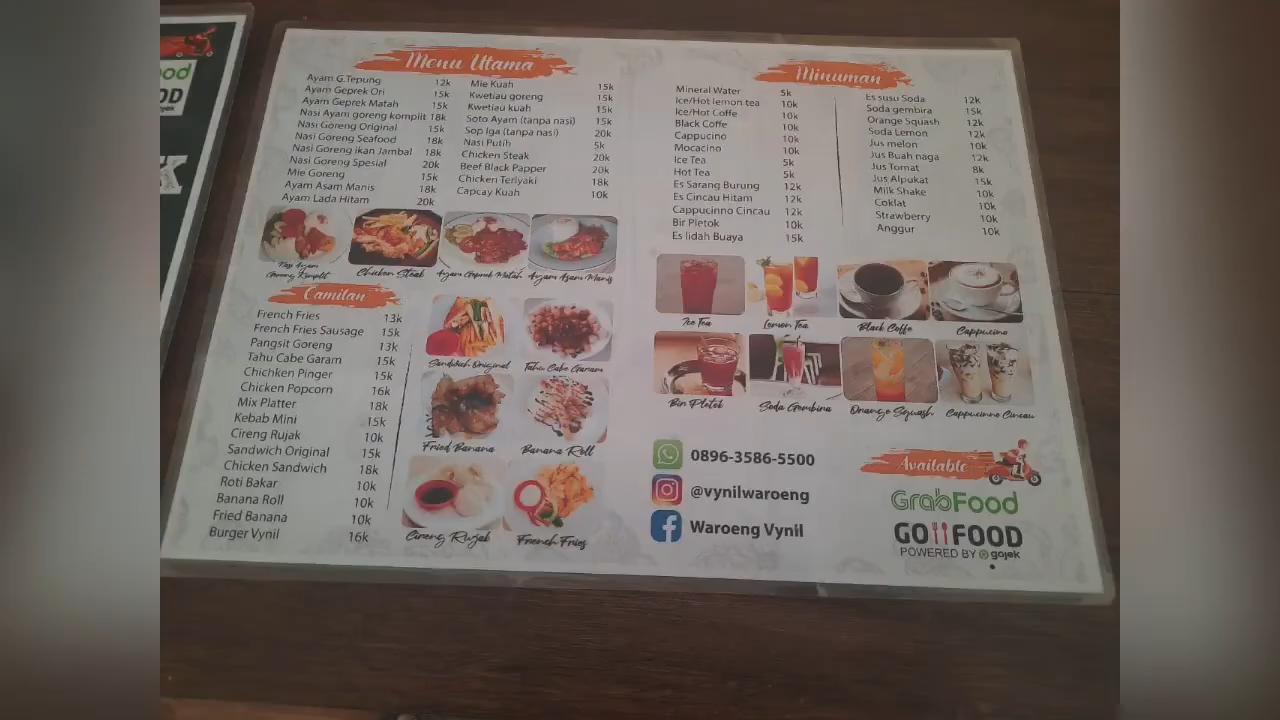 ood
OD
gojek
K
Menu Utama
Ayam G.Tepung 12k
Ayam Geprek Ori 15k
Ayam Geprek Matah 15k
Nasi Ayam goreng komplit 18k
Nasi Goreng Original 15k
Nasi Goreng Seafood 18k
Nasi Goreng ikan Jambal 18k
Nasi Goreng Spesial 20k
Mie Goreng 15k
Ayam Asam Manis 18k
Ayam Lada Hitam 20k
Mie Kuah 15k
Kwetiau goreng 15k
Kwetiau kuah 15k
Soto Ayam (tanpa nasi) 15k
Sop Iga (tanpa nasi) 20k
Nasi Putih 5k
Chicken Steak 20k
Beef Black Papper 20k
Chicken Teriyaki 18k
Capcay Kuah 10k
Nasi Ayam
Goreng Komplit
Chicken Steak
Ayam Geprek Matah
Ayam Asam Manis
Camilan
French Fries 13k
French Fries Sausage 15k
Pangsit Goreng 13k
Tahu Cabe Garam 15k
Chichken Pinger 15k
Chicken Popcorn 16k
Mix Platter 18k
Kebab Mini 15k
Cireng Rujak 10k
Sandwich Original 15k
Chicken Sandwich 18k
Roti Bakar 10k
Banana Roll 10k
Fried Banana 10k
Burger Vynil 16k
Sandwich Original
Tahu Cabe Garam
Fried Banana
Banana Roll
Cireng Rujak
French Fries
Minuman
Mineral Water 5k
Ice/Hot lemon tea 10k
Ice/Hot Coffe 10k
Black Coffe 10k
Cappucino 10k
Mocacino 10k
Ice Tea 5k
Hot Tea 5k
Es Sarang Burung 12k
Es Cincau Hitam 12k
Cappucinno Cincau 12k
Bir Pletok 10k
Es lidah Buaya 15k
Es susu Soda 12k
Soda gembira 15k
Orange Squash 12k
Soda Lemon 12k
Jus melon 10k
Jus Buah naga 12k
Jus Tomat 8k
Jus Alpukat 15k
Milk Shake 10k
Coklat 10k
Strawberry 10k
Anggur 10k
Ice Tea
Lemon Tea
Black Coffe
Cappucino
Bir Pletok
Soda Gembira
Orange Squash
Cappucinno Cincau
0896-3586-5500
@vynilwaroeng
Waroeng Vynil
Available
GrabFood
GO FOOD
POWERED BY gojek